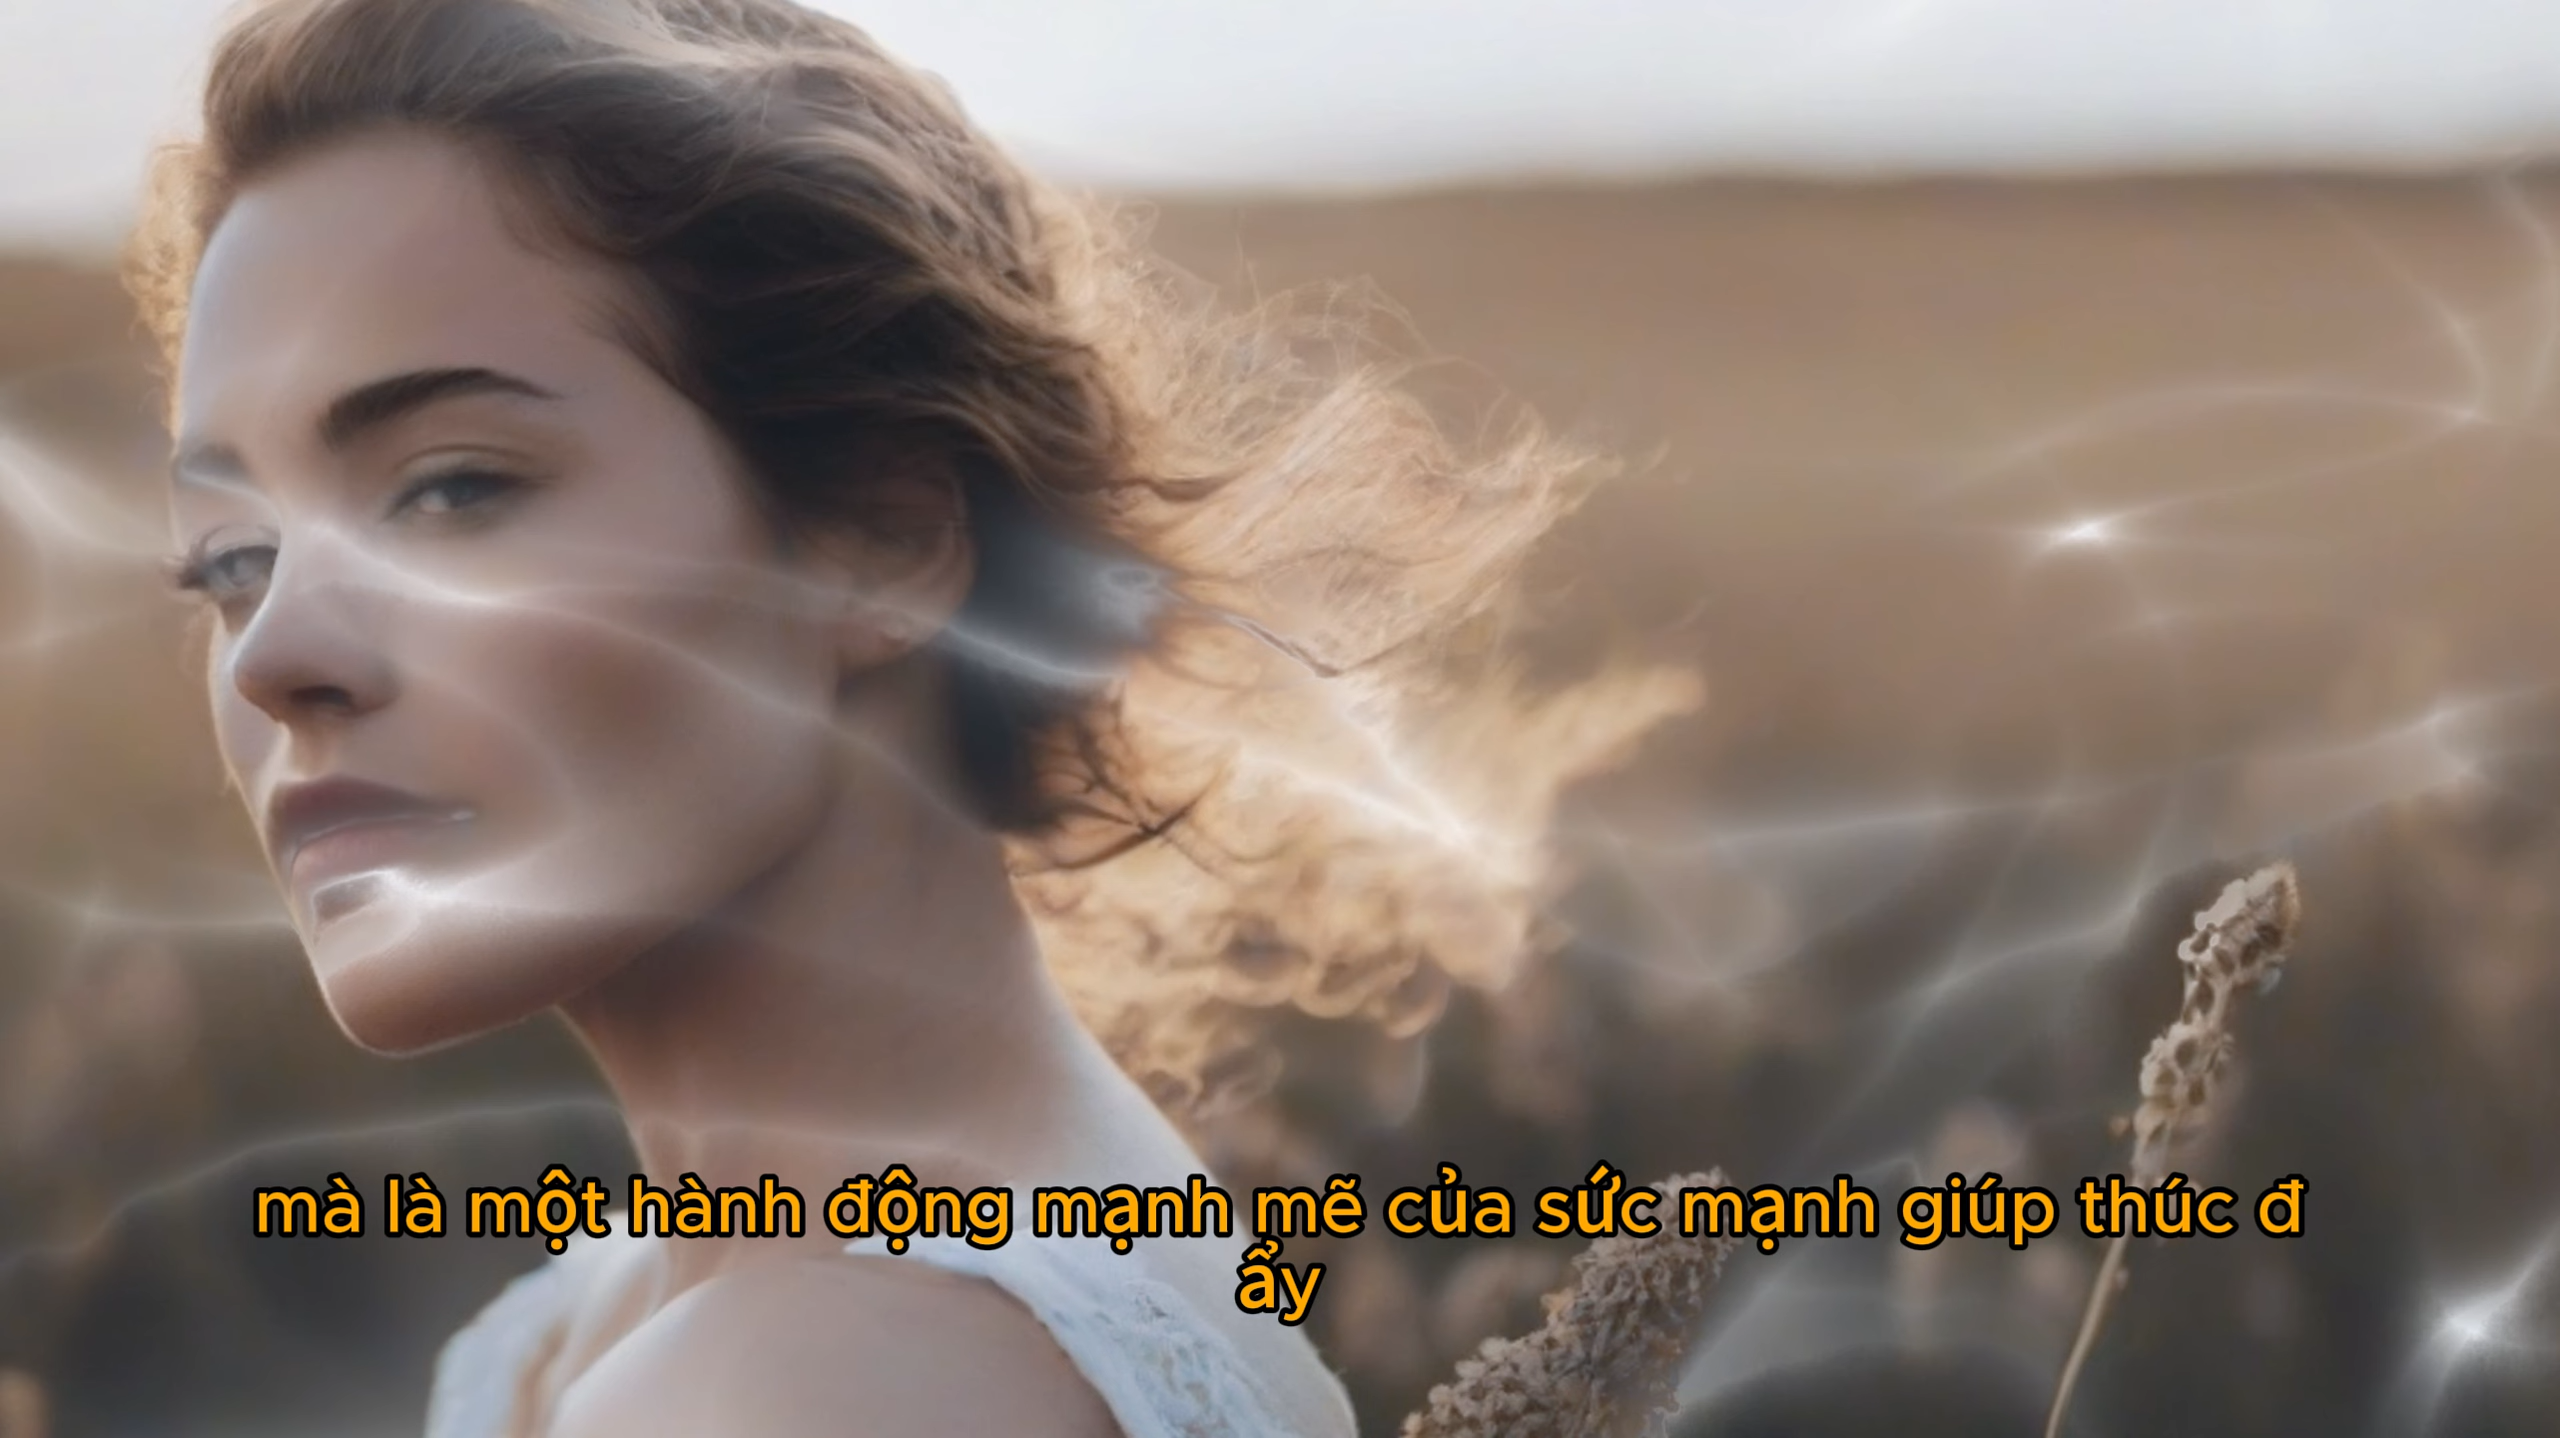 mà là một hành động mạnh mẽ của sức mạnh giúp thúc đ
ẩy